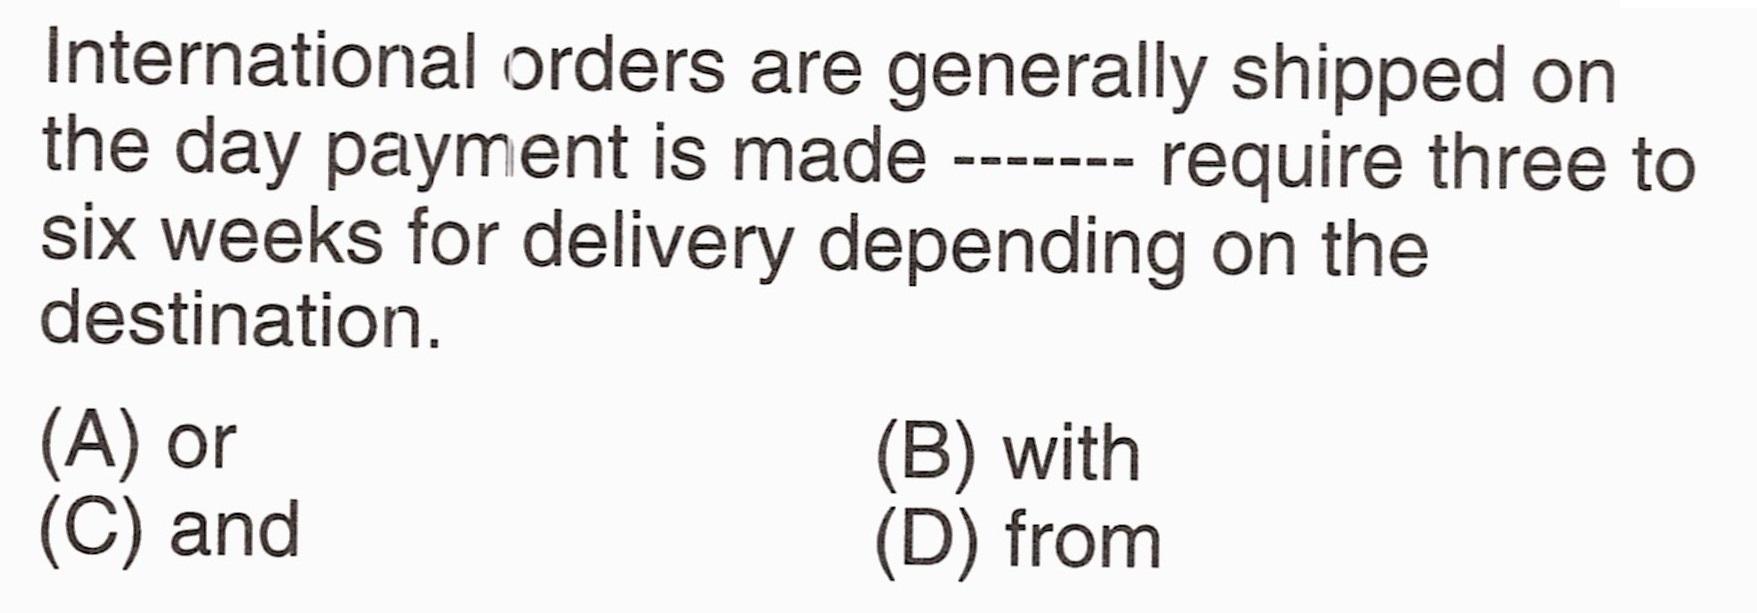 International orders are generally shipped on
the day payment is made ------- require three to
six weeks for delivery depending on the
destination.
(A) or
(B) with
(C) and
(D) from